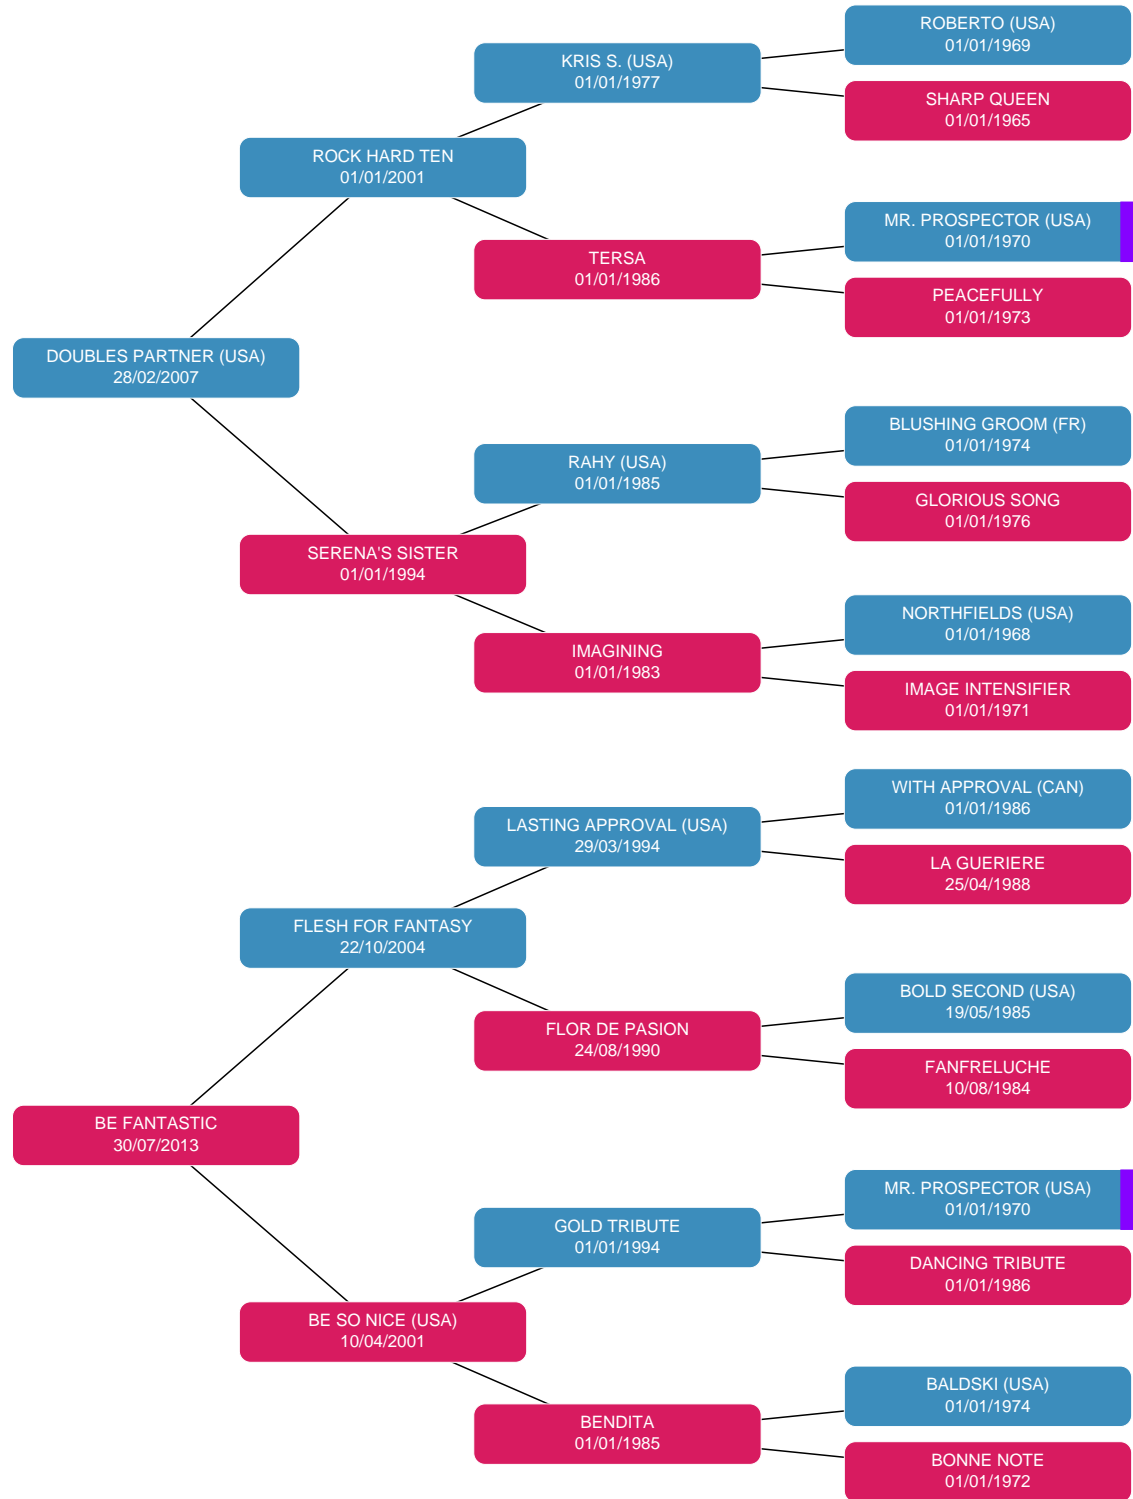 ROBERTO (USA)
01/01/1969
KRIS S. (USA)
01/01/1977
SHARP QUEEN
01/01/1965
ROCK HARD TEN
01/01/2001
MR. PROSPECTOR (USA)
01/01/1970
TERSA
01/01/1986
PEACEFULLY
01/01/1973
DOUBLES PARTNER (USA)
28/02/2007
BLUSHING GROOM (FR)
01/01/1974
RAHY (USA)
01/01/1985
GLORIOUS SONG
01/01/1976
SERENA'S SISTER
01/01/1994
NORTHFIELDS (USA)
01/01/1968
IMAGINING
01/01/1983
IMAGE INTENSIFIER
01/01/1971
WITH APPROVAL (CAN)
01/01/1986
LASTING APPROVAL (USA)
29/03/1994
LA GUERIERE
25/04/1988
FLESH FOR FANTASY
22/10/2004
BOLD SECOND (USA)
19/05/1985
FLOR DE PASION
24/08/1990
FANFRELUCHE
10/08/1984
BE FANTASTIC
30/07/2013
MR. PROSPECTOR (USA)
01/01/1970
GOLD TRIBUTE
01/01/1994
DANCING TRIBUTE
01/01/1986
BE SO NICE (USA)
10/04/2001
BALDSKI (USA)
01/01/1974
BENDITA
01/01/1985
BONNE NOTE
01/01/1972